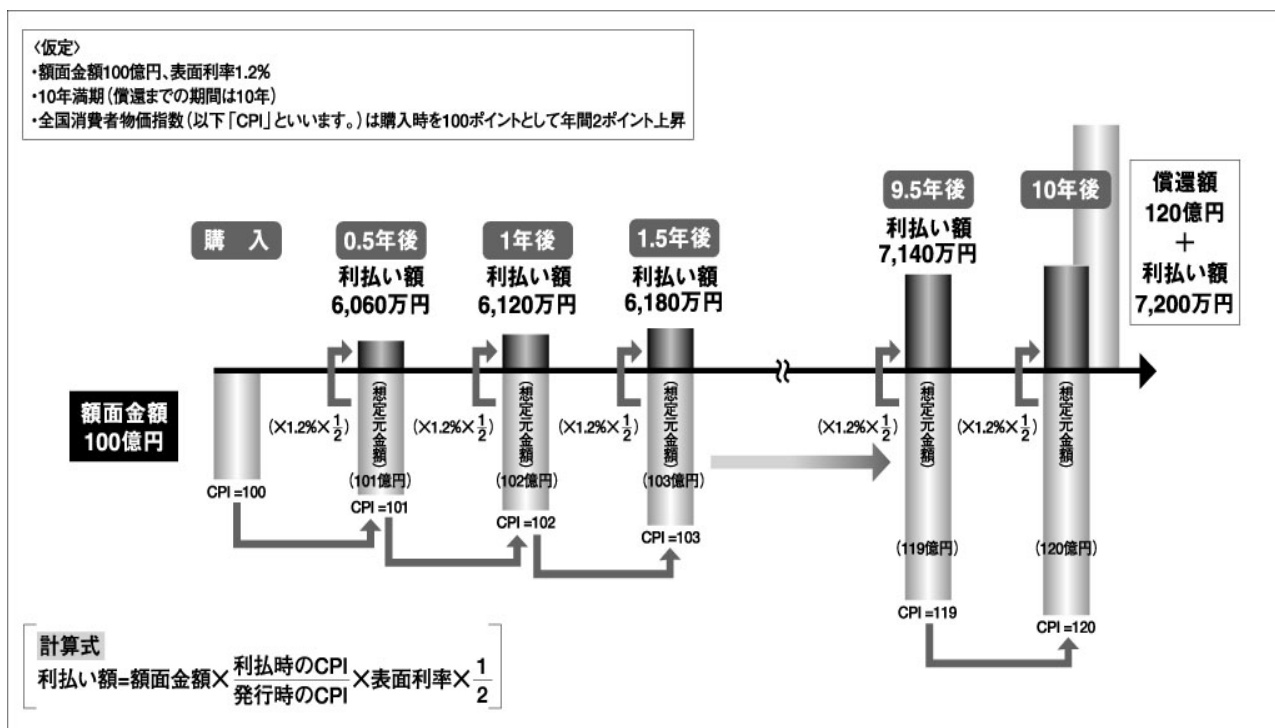 〈仮定〉
・額面金額100億円、表面利率1.2%
・10年満期(償還までの期間は10年)
・全国消費者物価指数(以下「CPI」といいます。)は購入時を100ポイントとして年間2ポイント上昇
購 入
0.5年後
利払い額
6,060万円
1年後
利払い額
6,120万円
1.5年後
利払い額
6,180万円
9.5年後
利払い額
7,140万円
10年後
償還額
120億円
+
利払い額
7,200万円
額面金額
100億円
CPI =100
(×1.2%×1/2)
(想定元金額)
(101億円)
CPI =101
(×1.2%×1/2)
(想定元金額)
(102億円)
CPI =102
(×1.2%×1/2)
(想定元金額)
(103億円)
CPI =103
(×1.2%×1/2)
(想定元金額)
(119億円)
CPI =119
(×1.2%×1/2)
(想定元金額)
(120億円)
CPI =120
計算式
利払い額=額面金額×利払時のCPI/発行時のCPI×表面利率×1/2